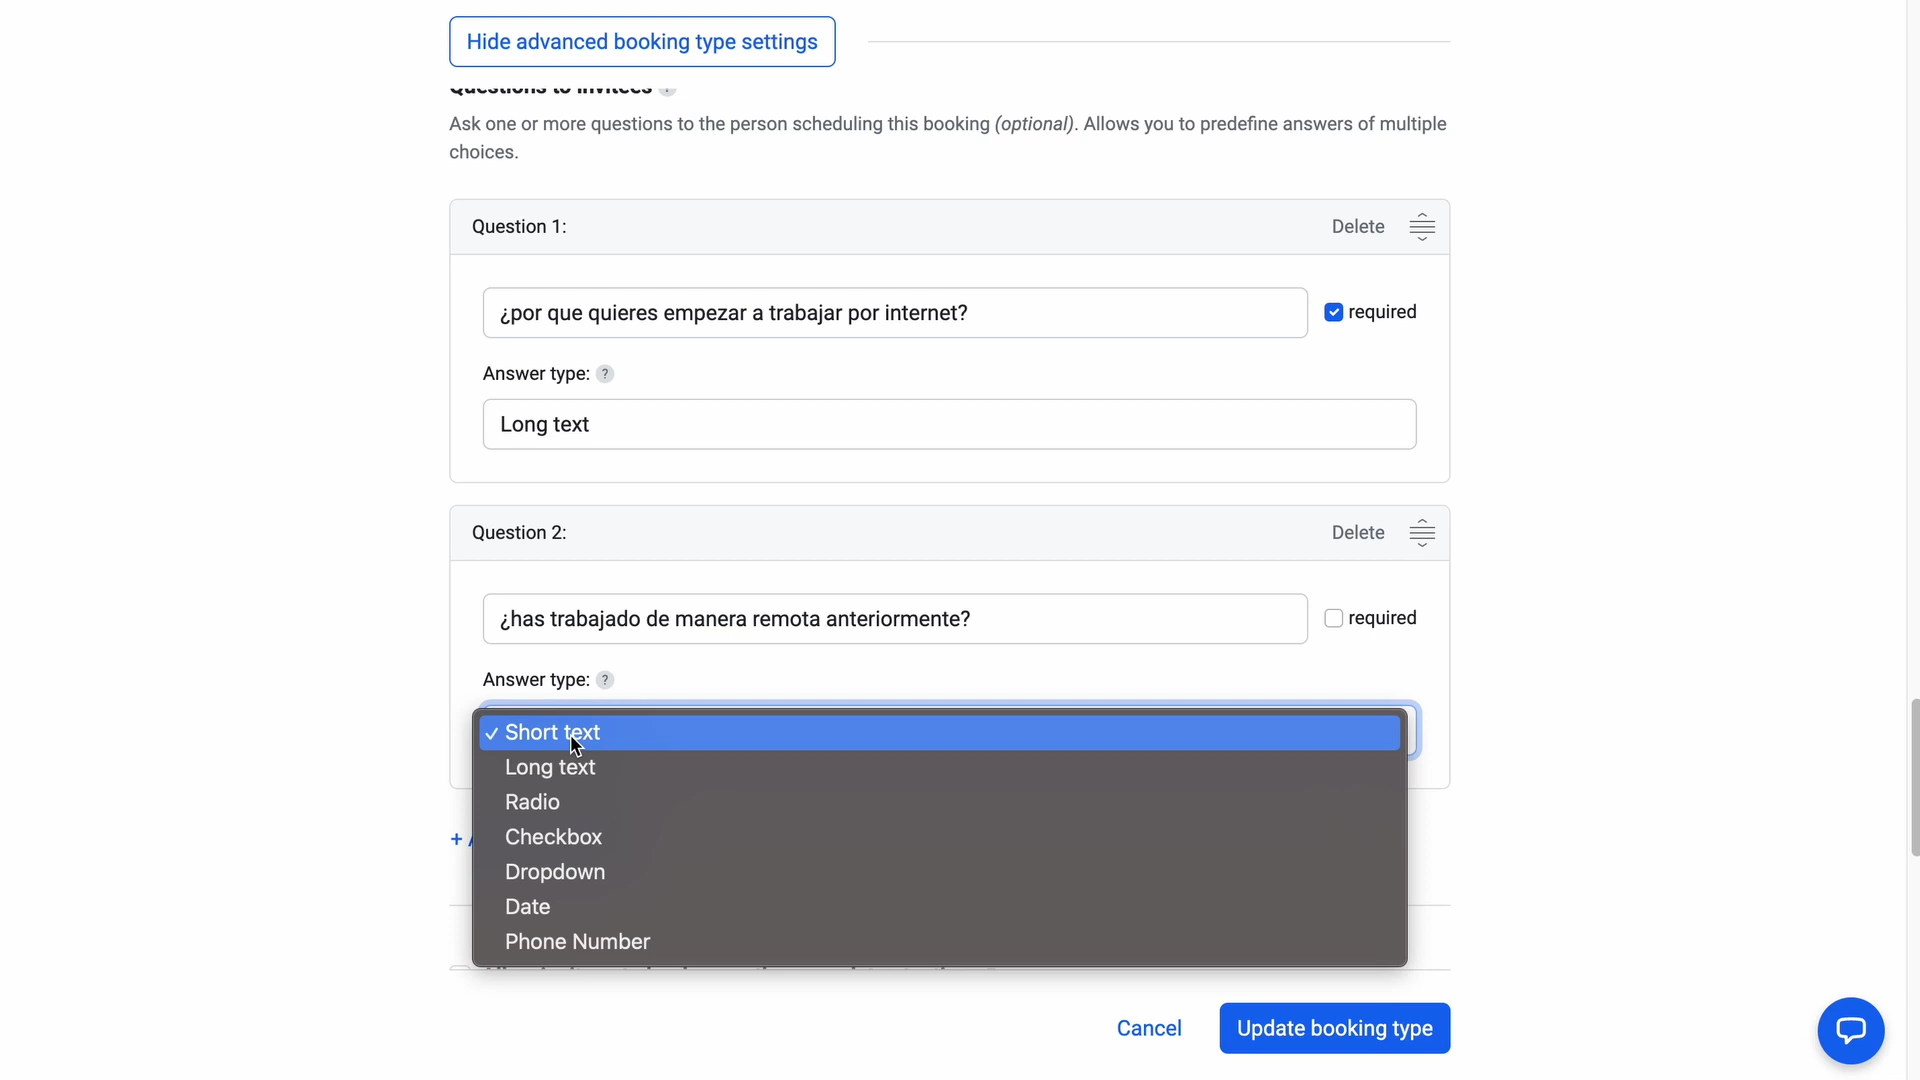 Hide advanced booking type settings
Questions to invitees ?
Ask one or more questions to the person scheduling this booking (optional). Allows you to predefine answers of multiple
choices.
Question 1:
Delete
¿por que quieres empezar a trabajar por internet?
required
Answer type: ?
Long text
Question 2:
Delete
¿has trabajado de manera remota anteriormente?
required
Answer type: ?
✓ Short text
Long text
Radio
Checkbox
Dropdown
Date
Phone Number
+
Cancel
Update booking type